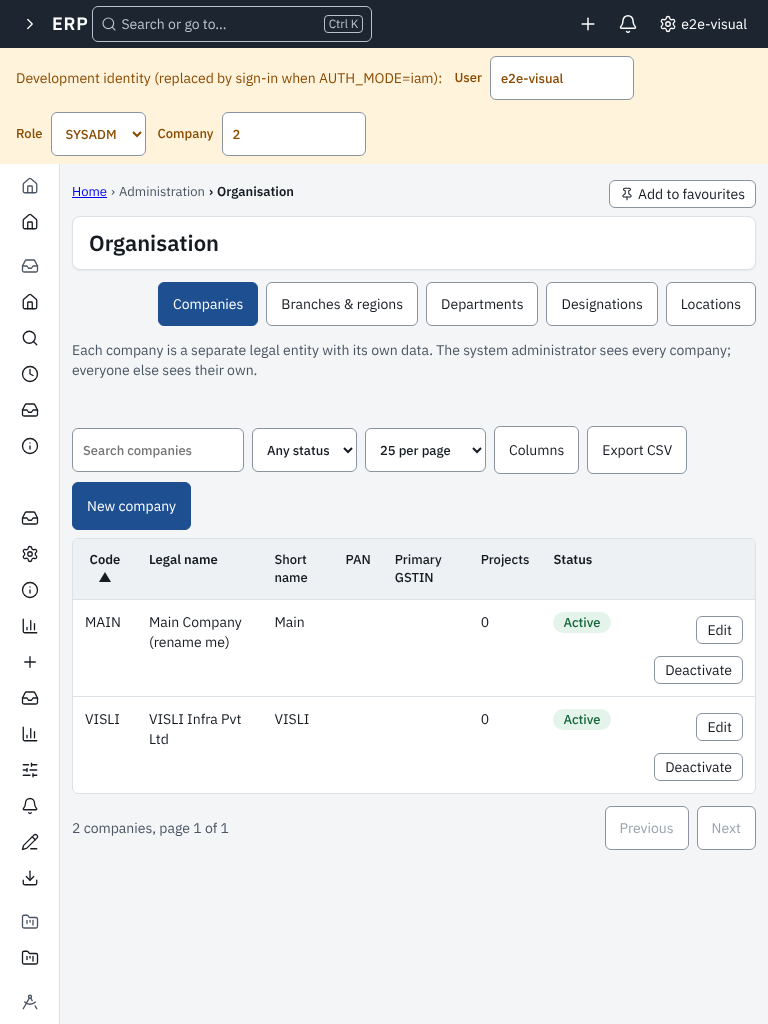 ERP Search or go to... Ctrl K e2e-visual
Development identity (replaced by sign-in when AUTH_MODE=iam): User e2e-visual
Role SYSADM Company 2
Home › Administration › Organisation Add to favourites
Organisation
Companies Branches & regions Departments Designations Locations
Each company is a separate legal entity with its own data. The system administrator sees every company;
everyone else sees their own.
Search companies Any status 25 per page Columns Export CSV
New company
Code ▲ Legal name Short name PAN Primary GSTIN Projects Status
MAIN Main Company (rename me) Main 0 Active Edit
Deactivate
VISLI VISLI Infra Pvt Ltd VISLI 0 Active Edit
Deactivate
2 companies, page 1 of 1 Previous Next